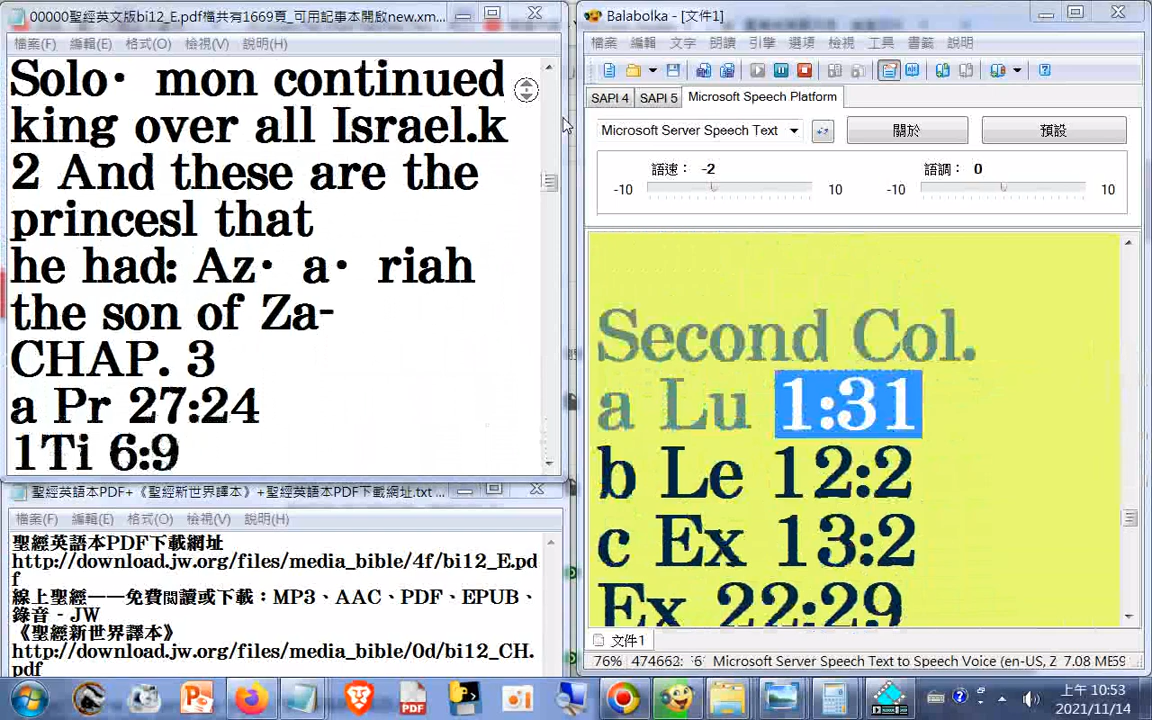 00000聖經英文版bi12_E.pdf檔共有1669頁_可用記事本開啟new.xm...
檔案(F) 編輯(E) 格式(O) 檢視(V) 說明(H)
Solo· mon continued
king over all Israel.k
2 And these are the
princesl that
he had: Az· a· riah
the son of Za-
CHAP. 3
a Pr 27:24
1Ti 6:9
聖經英語本PDF+《聖經新世界譯本》+聖經英語本PDF下載網址.txt ...
檔案(F) 編輯(E) 格式(O) 檢視(V) 說明(H)
聖經英語本PDF下載網址
http://download.jw.org/files/media_bible/4f/bi12_E.pd
f
線上聖經——免費閱讀或下載：MP3、AAC、PDF、EPUB、
錄音 - JW
《聖經新世界譯本》
http://download.jw.org/files/media_bible/0d/bi12_CH.
pdf
Balabolka - [文件1]
檔案 編輯 文字 朗讀 引擎 選項 檢視 工具 書籤 說明
SAPI 4 SAPI 5 Microsoft Speech Platform
Microsoft Server Speech Text 關於 預設
語速： -2 語調： 0
-10 10 -10 10
Second Col.
a Lu 1:31
b Le 12:2
c Ex 13:2
Ex 22:29
文件1
76% 474662: Microsoft Server Speech Text to Speech Voice (en-US, Z 7.08 ME
PDF
上午 10:53
2021/11/14